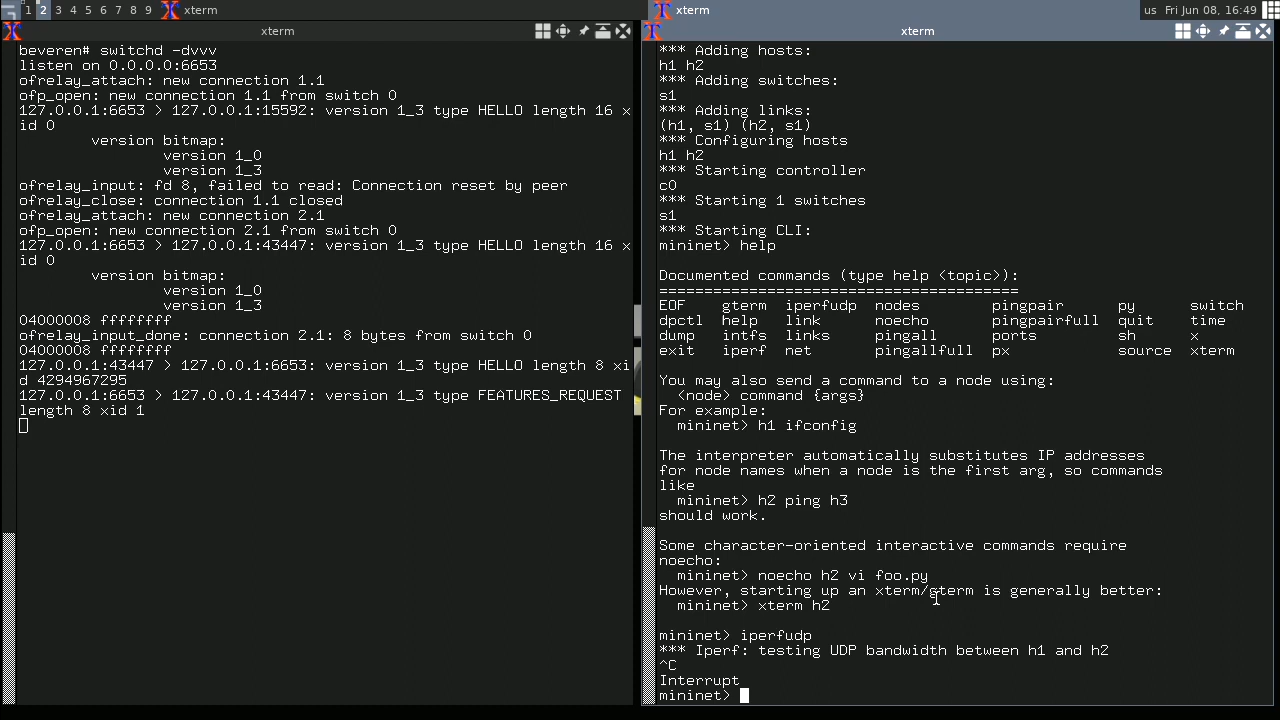 1 2 3 4 5 6 7 8 9 xterm
xterm
us Fri Jun 08, 16:49
xterm
beveren# switchd -dvvv
listen on 0.0.0.0:6653
ofrelay_attach: new connection 1.1
ofp_open: new connection 1.1 from switch 0
127.0.0.1:6653 > 127.0.0.1:15592: version 1_3 type HELLO length 16 x
id 0
version bitmap:
version 1_0
version 1_3
ofrelay_input: fd 8, failed to read: Connection reset by peer
ofrelay_close: connection 1.1 closed
ofrelay_attach: new connection 2.1
ofp_open: new connection 2.1 from switch 0
127.0.0.1:6653 > 127.0.0.1:43447: version 1_3 type HELLO length 16 x
id 0
version bitmap:
version 1_0
version 1_3
04000008 ffffffff
ofrelay_input_done: connection 2.1: 8 bytes from switch 0
04000008 ffffffff
127.0.0.1:43447 > 127.0.0.1:6653: version 1_3 type HELLO length 8 xi
d 4294967295
127.0.0.1:6653 > 127.0.0.1:43447: version 1_3 type FEATURES_REQUEST
length 8 xid 1
xterm
*** Adding hosts:
h1 h2
*** Adding switches:
s1
*** Adding links:
(h1, s1) (h2, s1)
*** Configuring hosts
h1 h2
*** Starting controller
c0
*** Starting 1 switches
s1
*** Starting CLI:
mininet> help
Documented commands (type help <topic>):
========================================
EOF gterm iperfudp nodes pingpair py switch
dpctl help link noecho pingpairfull quit time
dump intfs links pingall ports sh x
exit iperf net pingallfull px source xterm
You may also send a command to a node using:
<node> command {args}
For example:
mininet> h1 ifconfig
The interpreter automatically substitutes IP addresses
for node names when a node is the first arg, so commands
like
mininet> h2 ping h3
should work.
Some character-oriented interactive commands require
noecho:
mininet> noecho h2 vi foo.py
However, starting up an xterm/gterm is generally better:
mininet> xterm h2
mininet> iperfudp
*** Iperf: testing UDP bandwidth between h1 and h2
^C
Interrupt
mininet>